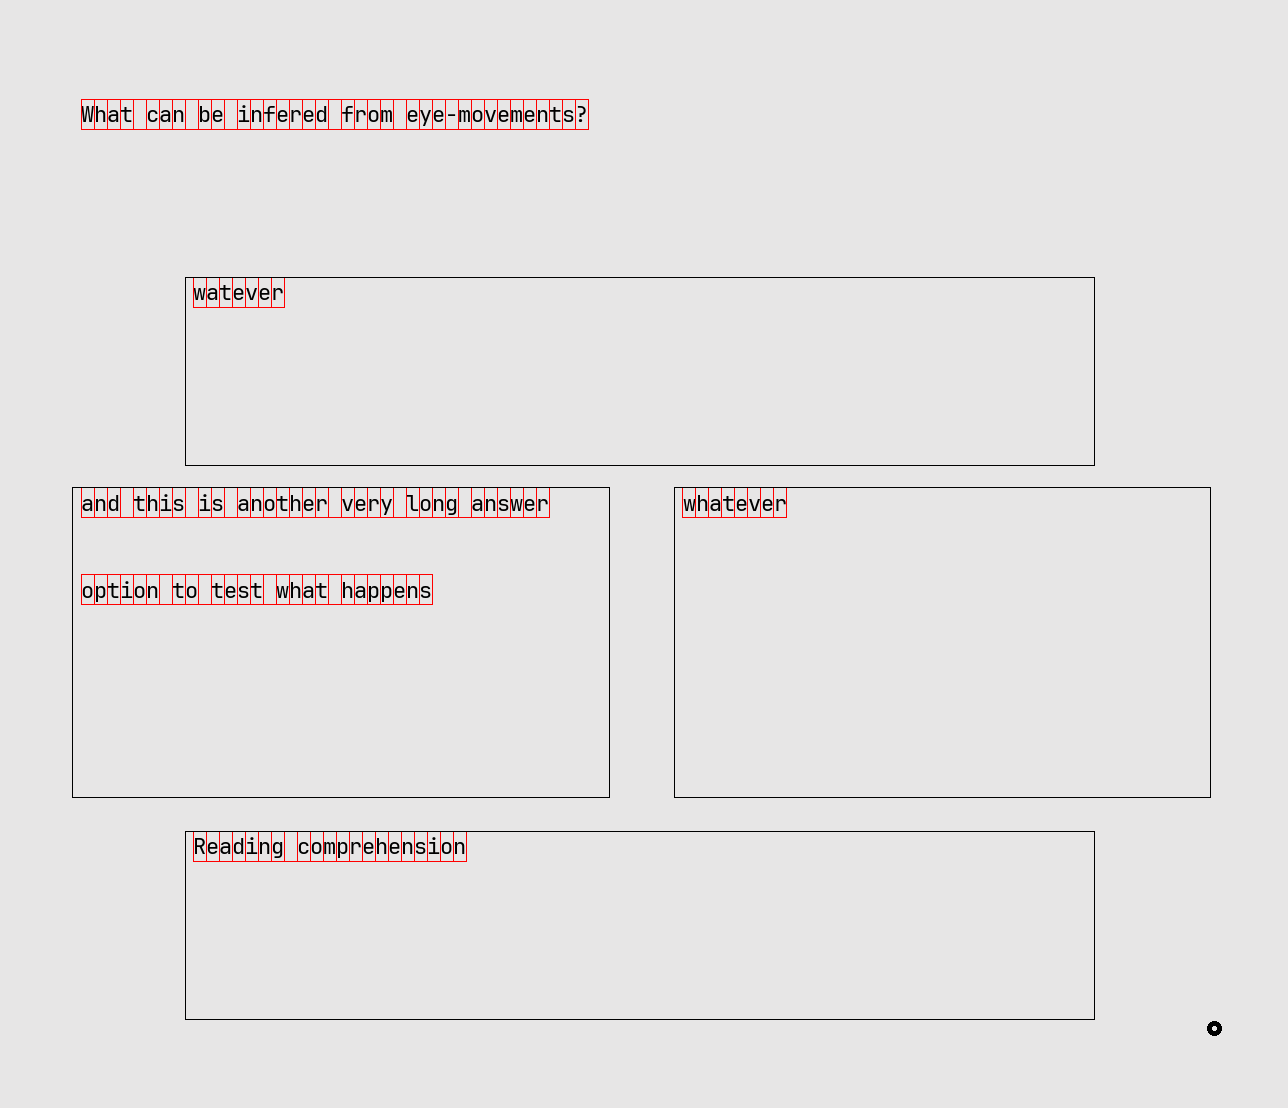 What can be infered from eye-movements?
watever
and this is another very long answer
option to test what happens
whatever
Reading comprehension